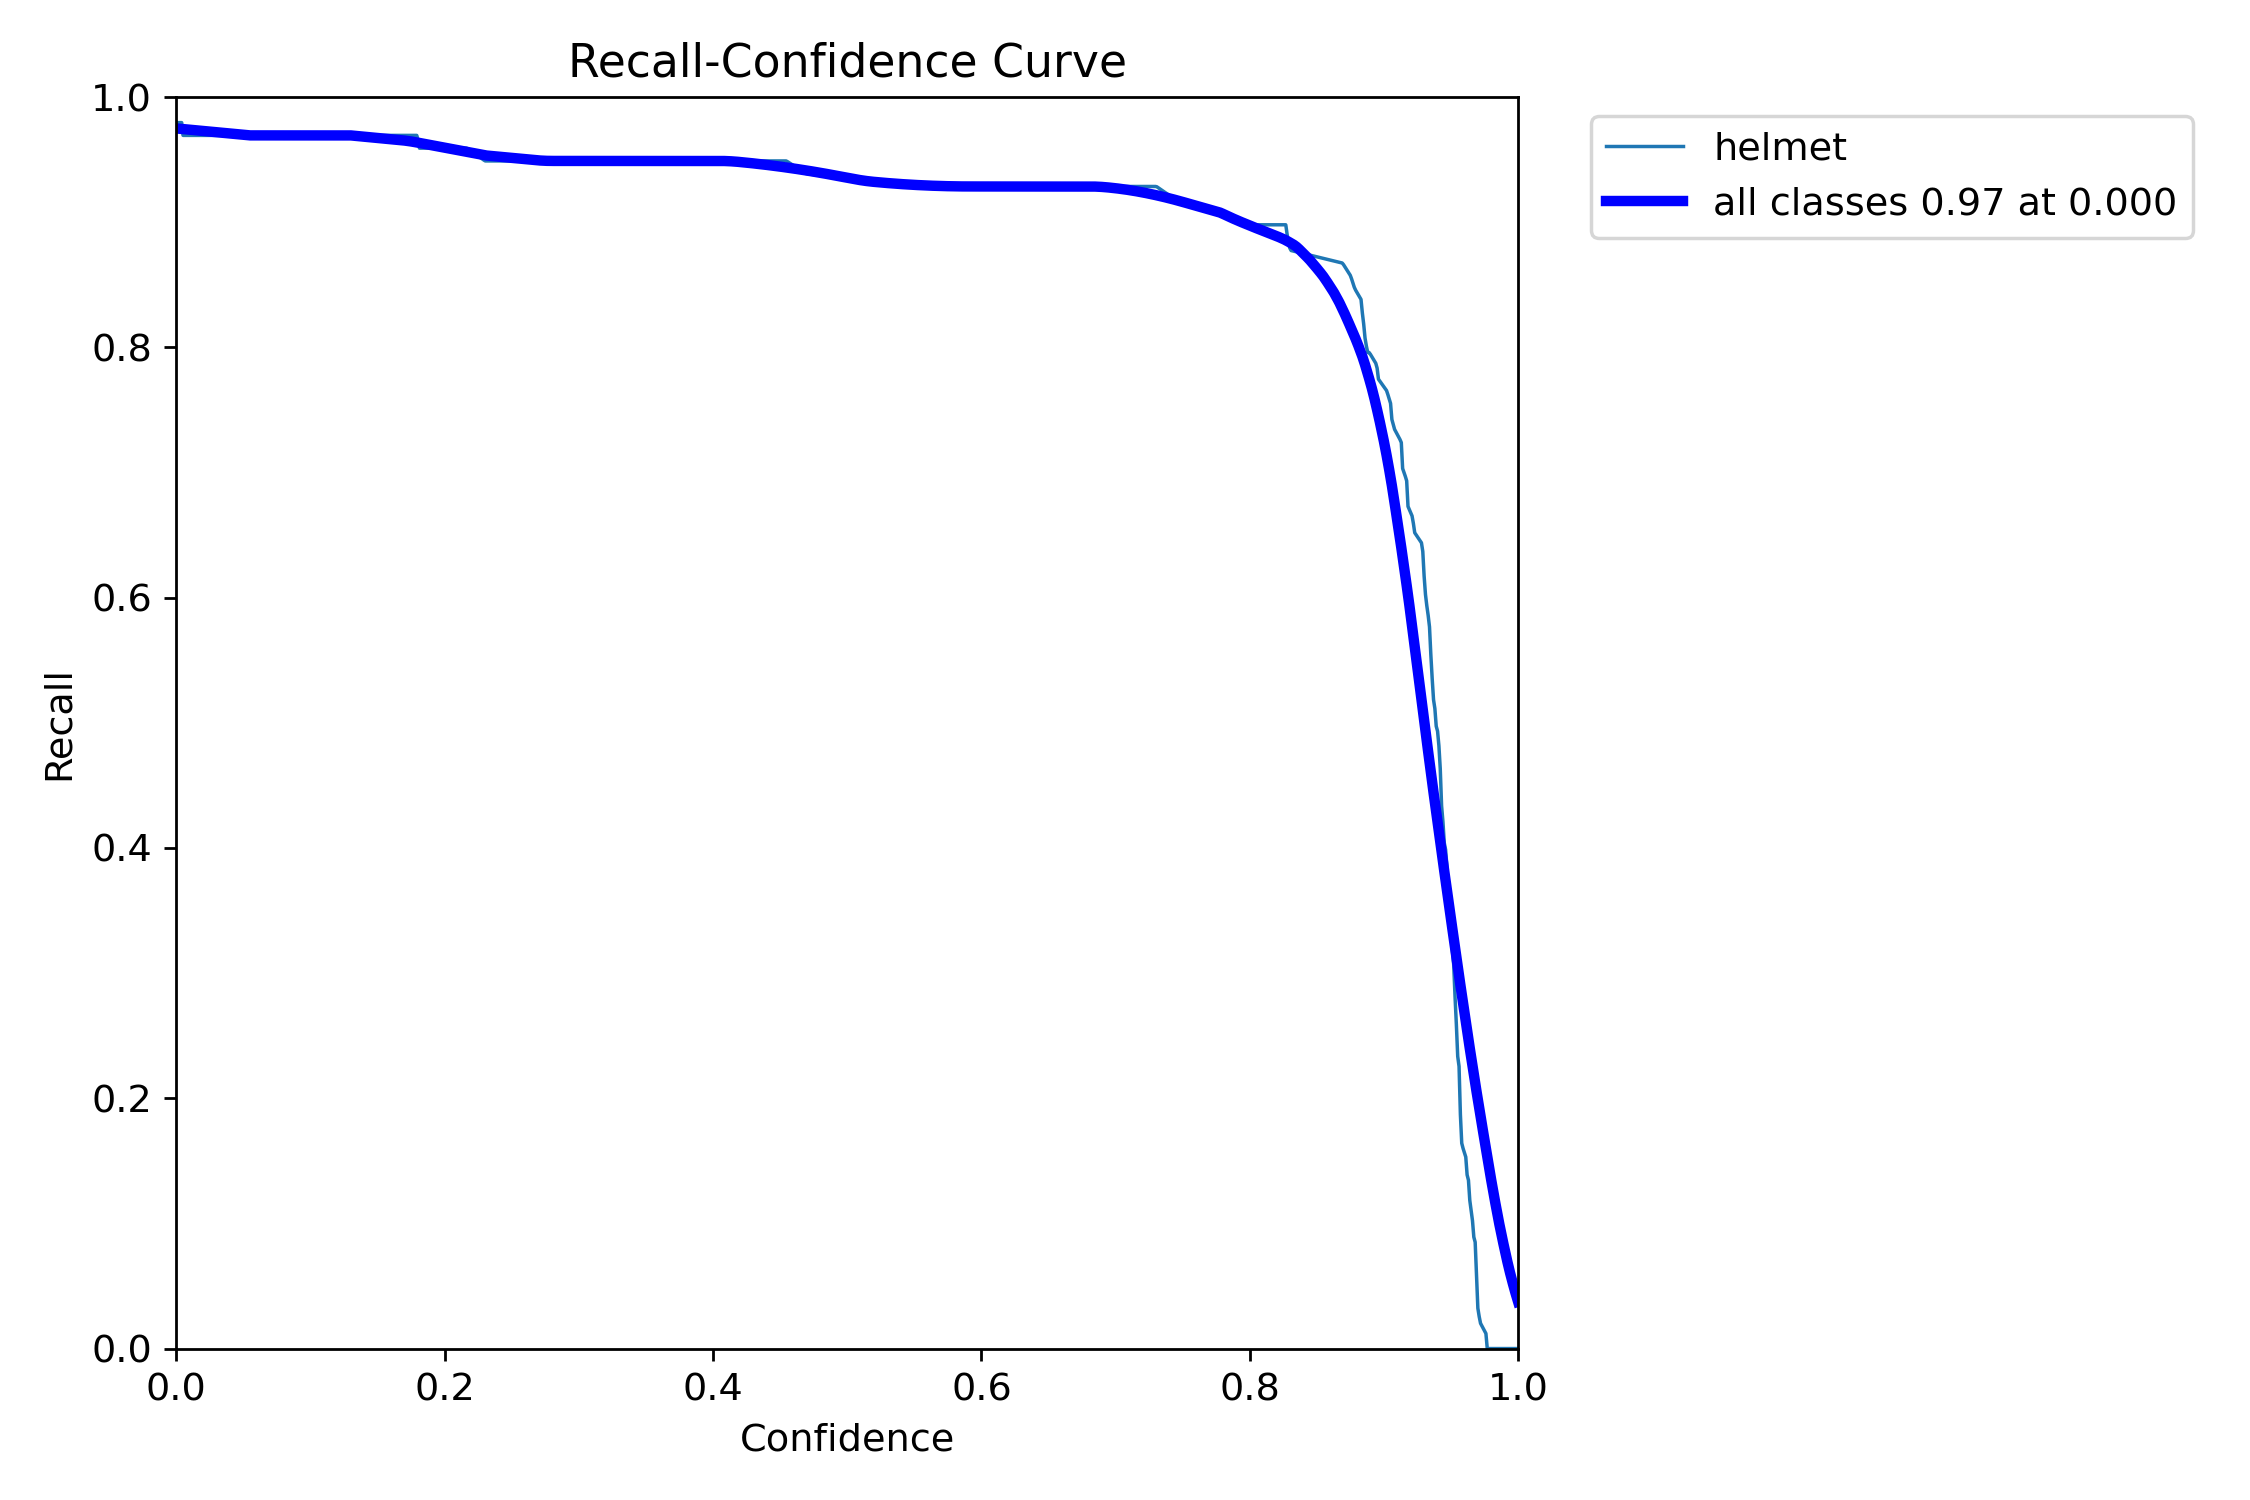 Recall-Confidence Curve
helmet
all classes 0.97 at 0.000
Recall
1.0
0.8
0.6
0.4
0.2
0.0
0.0 0.2 0.4 0.6 0.8 1.0
Confidence